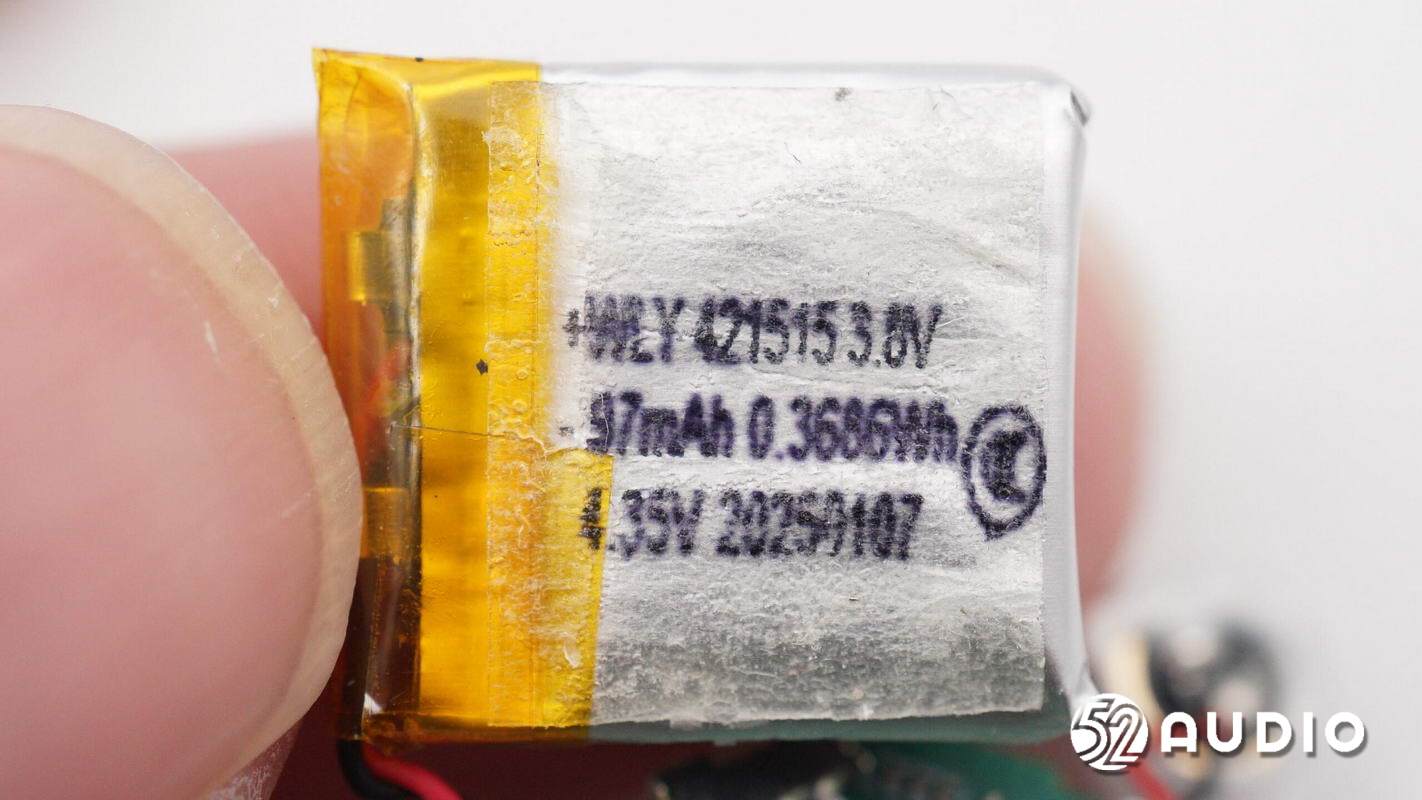 +WLY 421515 3.8V
- 97mAh 0.3686Wh
4.35V 20250107
52 AUDIO